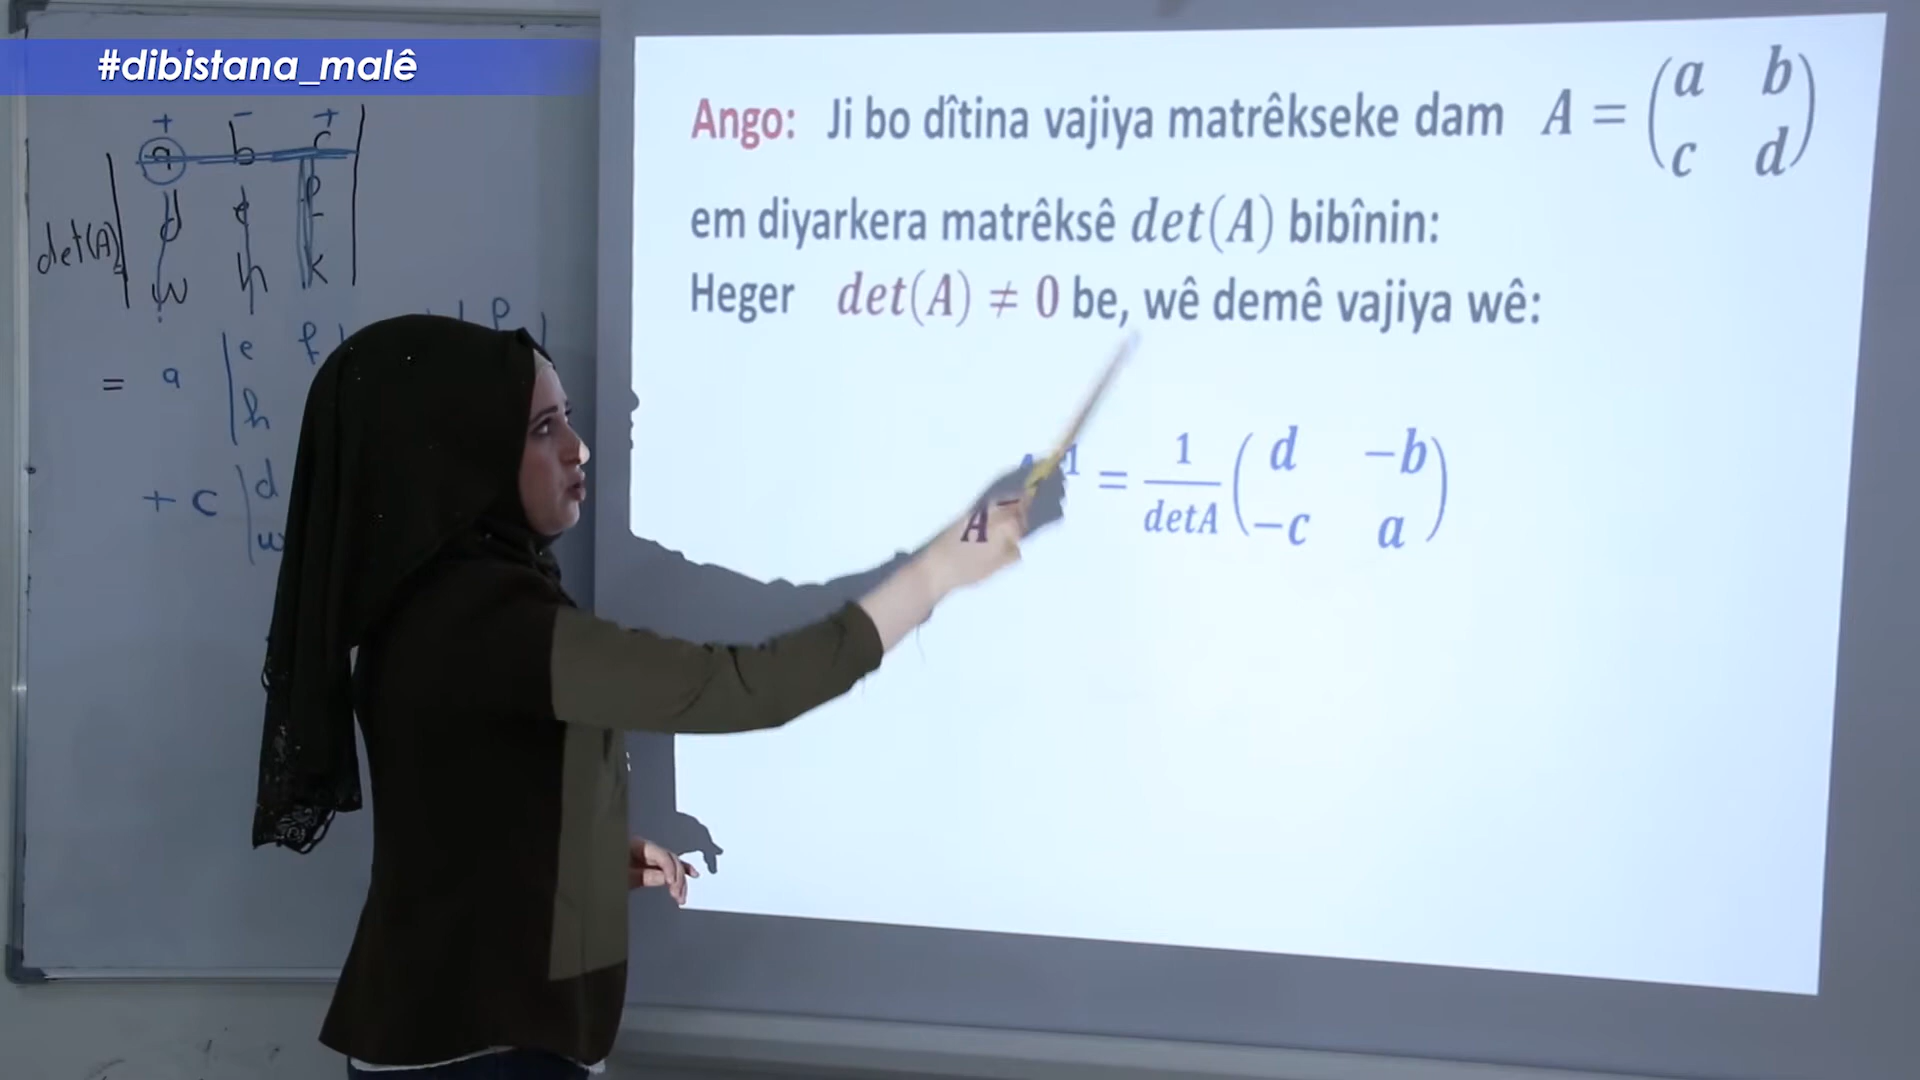 #dibistana_malê
+ - +
a b c
d e f
w h k
det(A)
= a | e f |
h
+ c | d
w
Ango: Ji bo dîtina vajiya matrêkseke dam A = (a b
c d)
em diyarkera matrêksê det(A) bibînin:
Heger det(A) ≠ 0 be, wê demê vajiya wê:
A⁻¹ = 1/detA (d −b
−c a)